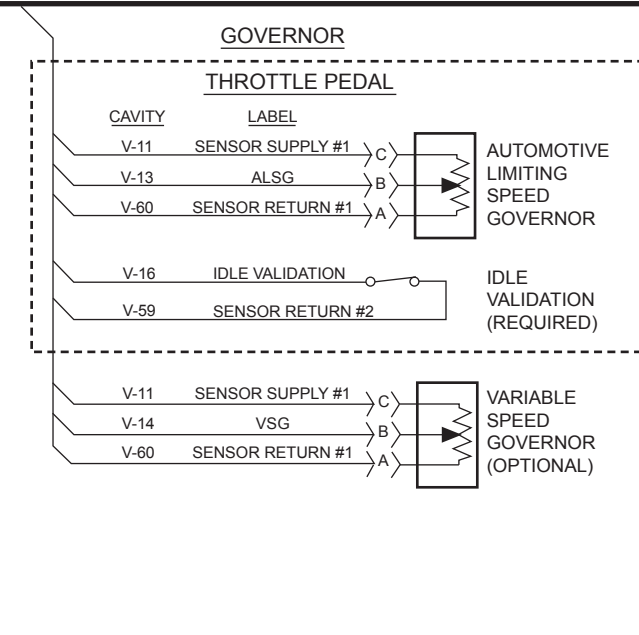 GOVERNOR
THROTTLE PEDAL
CAVITY LABEL
V-11 SENSOR SUPPLY #1 C
V-13 ALSG B
V-60 SENSOR RETURN #1 A
AUTOMOTIVE
LIMITING
SPEED
GOVERNOR
V-16 IDLE VALIDATION
V-59 SENSOR RETURN #2
IDLE
VALIDATION
(REQUIRED)
V-11 SENSOR SUPPLY #1 C
V-14 VSG B
V-60 SENSOR RETURN #1 A
VARIABLE
SPEED
GOVERNOR
(OPTIONAL)